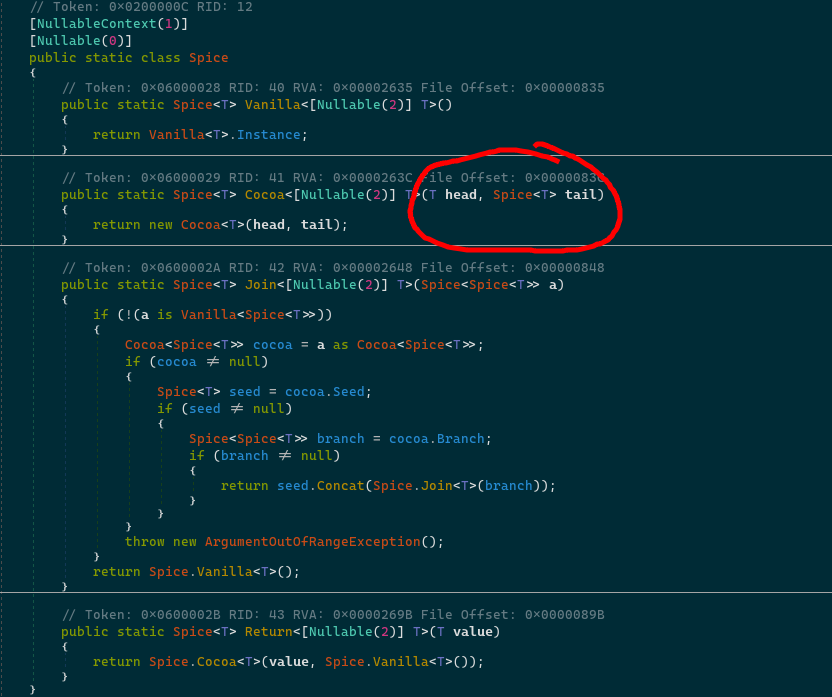 // Token: 0x0200000C RID: 12
[NullableContext(1)]
[Nullable(0)]
public static class Spice
{
// Token: 0x06000028 RID: 40 RVA: 0x00002635 File Offset: 0x00000835
public static Spice<T> Vanilla<[Nullable(2)] T>()
{
return Vanilla<T>.Instance;
}
// Token: 0x06000029 RID: 41 RVA: 0x0000263C File Offset: 0x0000083C
public static Spice<T> Cocoa<[Nullable(2)] T>(T head, Spice<T> tail)
{
return new Cocoa<T>(head, tail);
}
// Token: 0x0600002A RID: 42 RVA: 0x00002648 File Offset: 0x00000848
public static Spice<T> Join<[Nullable(2)] T>(Spice<Spice<T>> a)
{
if (!(a is Vanilla<Spice<T>>))
{
Cocoa<Spice<T>> cocoa = a as Cocoa<Spice<T>>;
if (cocoa != null)
{
Spice<T> seed = cocoa.Seed;
if (seed != null)
{
Spice<Spice<T>> branch = cocoa.Branch;
if (branch != null)
{
return seed.Concat(Spice.Join<T>(branch));
}
}
}
throw new ArgumentOutOfRangeException();
}
return Spice.Vanilla<T>();
}
// Token: 0x0600002B RID: 43 RVA: 0x0000269B File Offset: 0x0000089B
public static Spice<T> Return<[Nullable(2)] T>(T value)
{
return Spice.Cocoa<T>(value, Spice.Vanilla<T>());
}
}